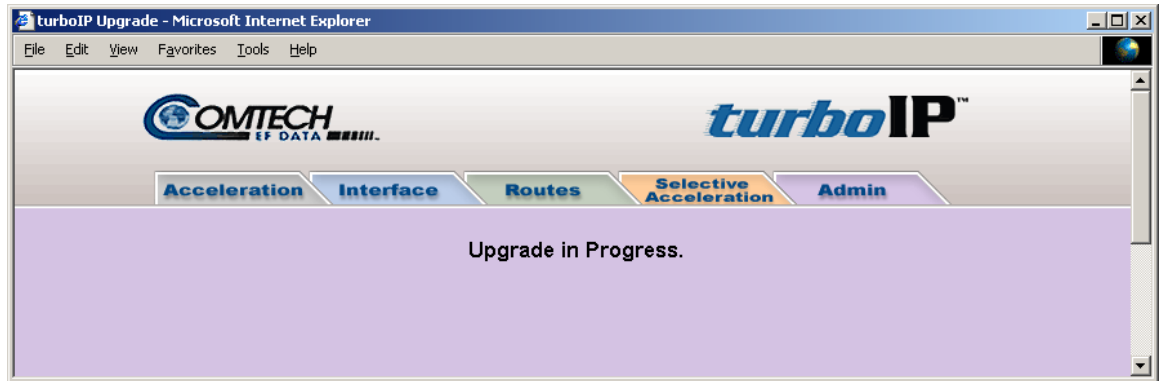 turboIP Upgrade - Microsoft Internet Explorer
File Edit View Favorites Tools Help
COMTECH
EF DATA
turboIP™
Acceleration Interface Routes Selective Acceleration Admin
Upgrade in Progress.